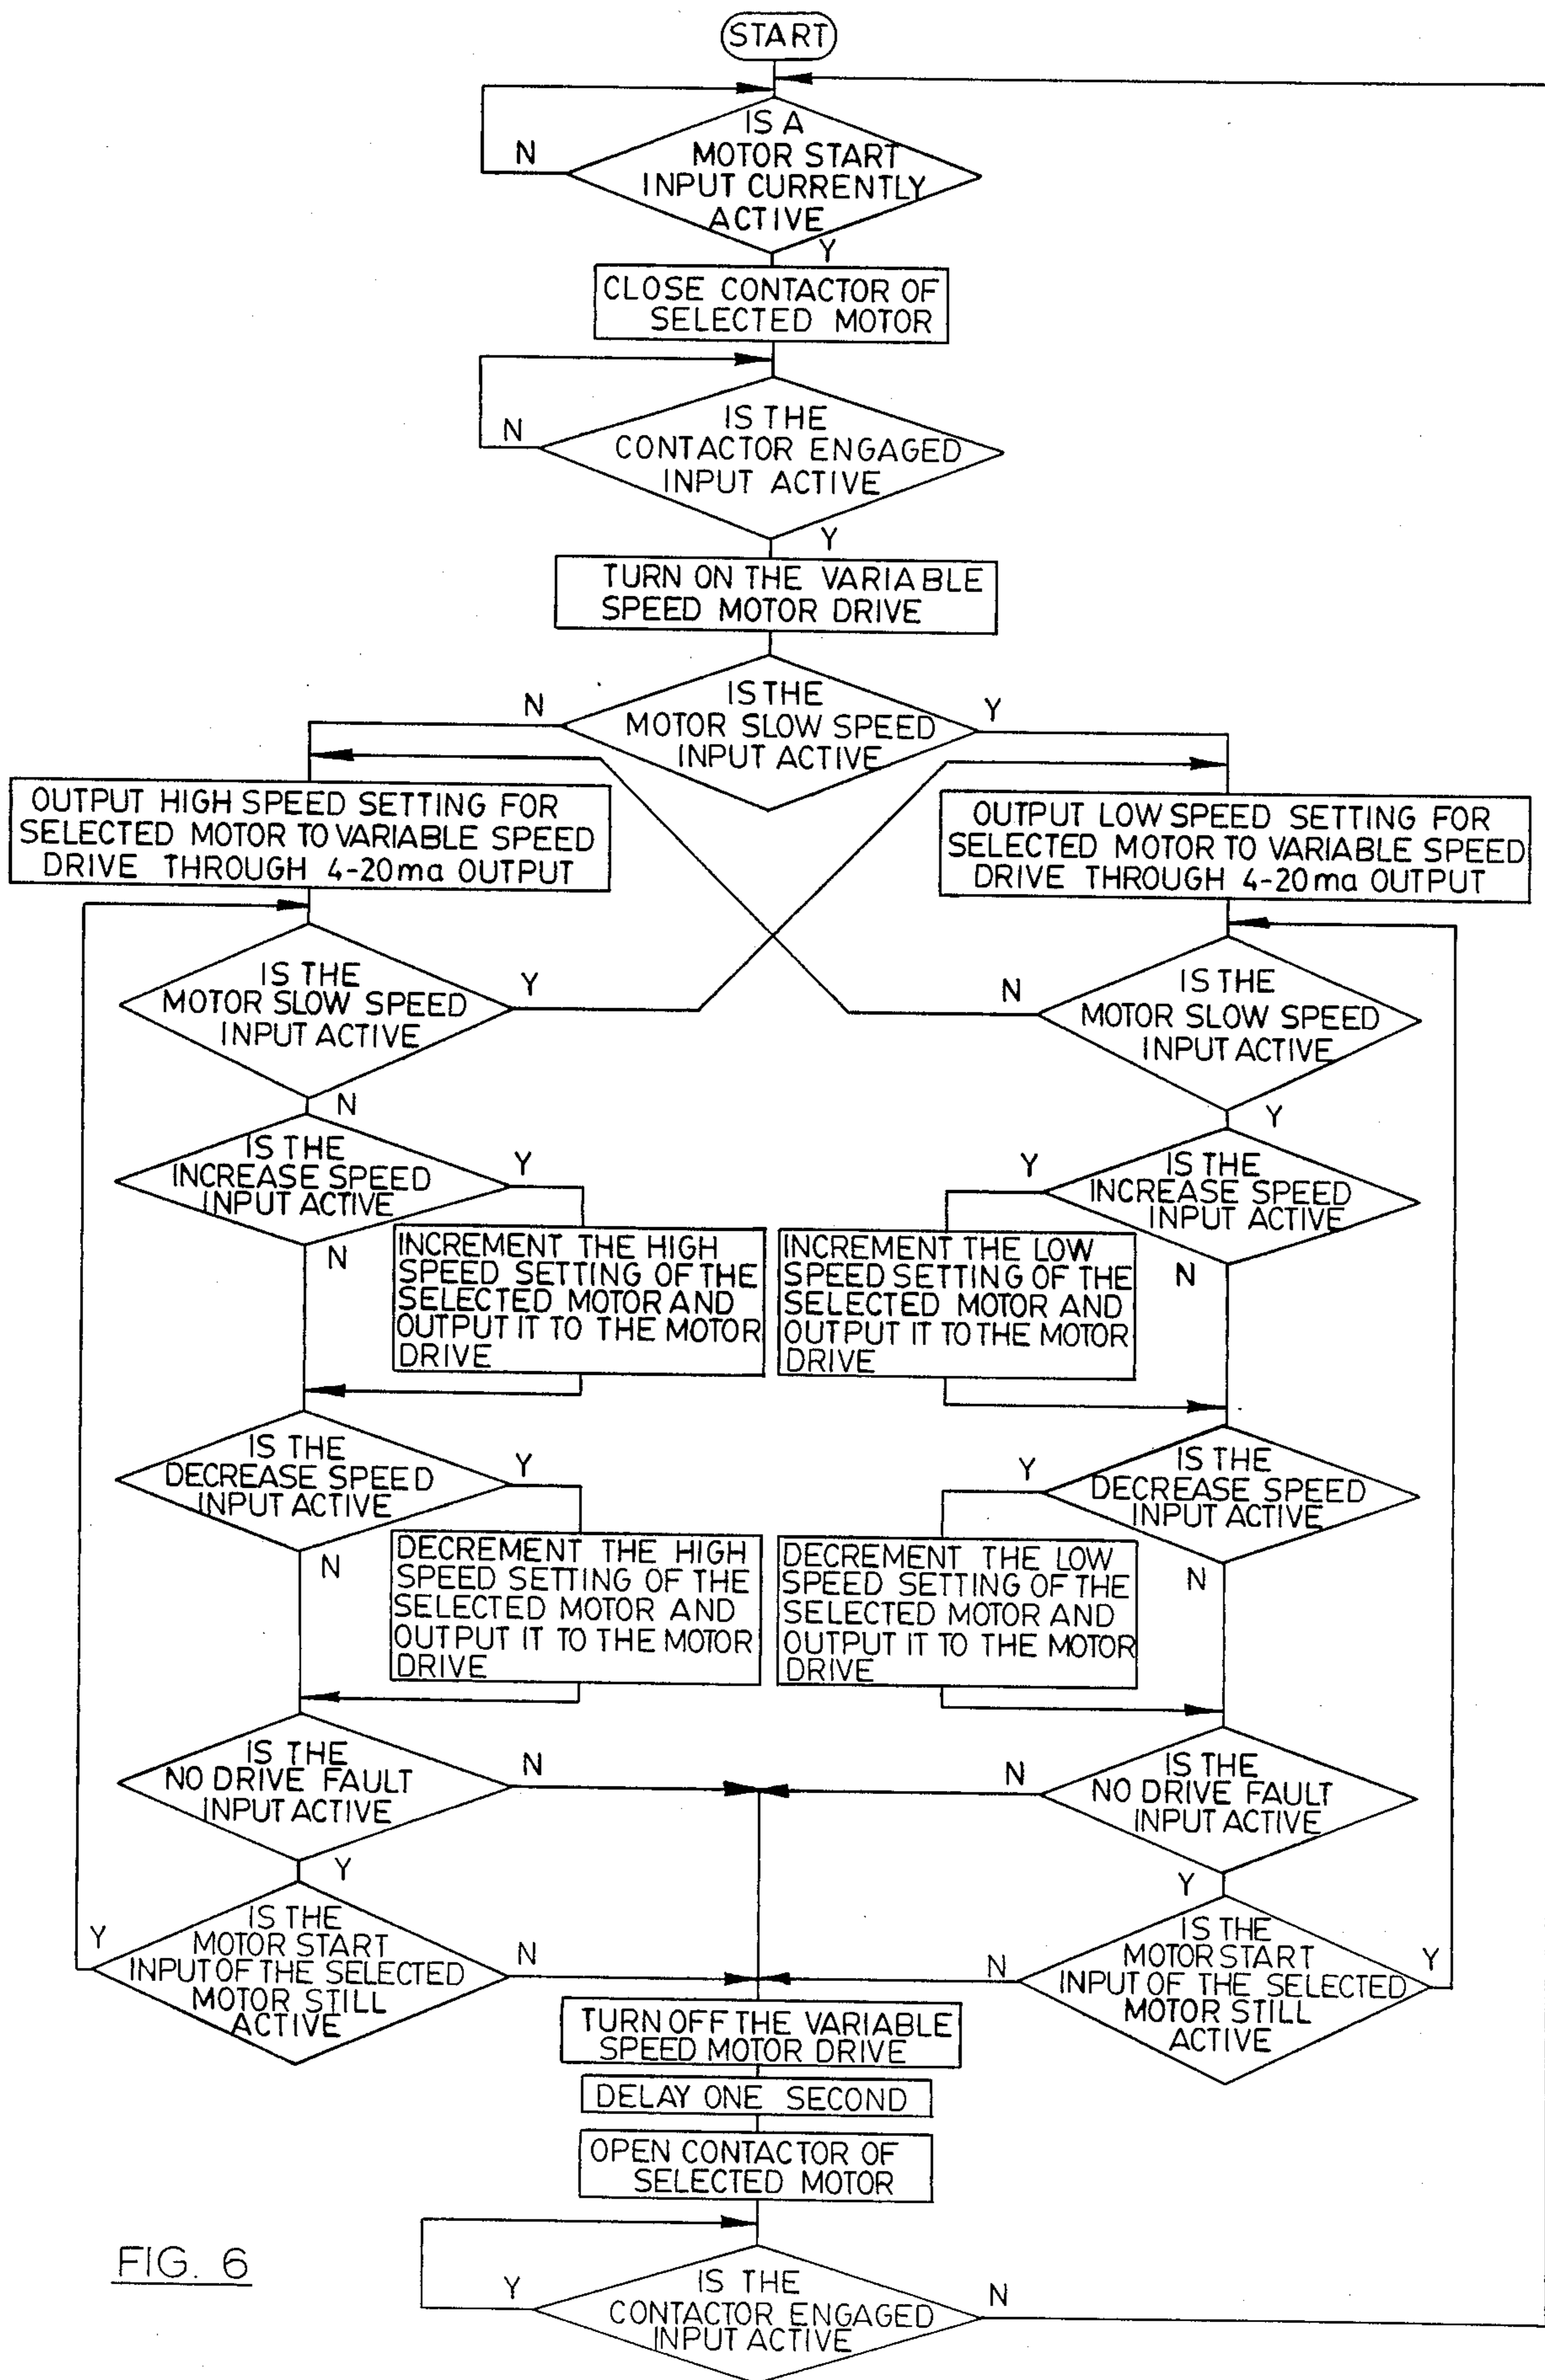 START
IS A
MOTOR START
INPUT CURRENTLY
ACTIVE
N
Y
CLOSE CONTACTOR OF
SELECTED MOTOR
IS THE
CONTACTOR ENGAGED
INPUT ACTIVE
N
Y
TURN ON THE VARIABLE
SPEED MOTOR DRIVE
IS THE
MOTOR SLOW SPEED
INPUT ACTIVE
N
Y
OUTPUT HIGH SPEED SETTING FOR
SELECTED MOTOR TO VARIABLE SPEED
DRIVE THROUGH 4-20ma OUTPUT
OUTPUT LOW SPEED SETTING FOR
SELECTED MOTOR TO VARIABLE SPEED
DRIVE THROUGH 4-20ma OUTPUT
IS THE
MOTOR SLOW SPEED
INPUT ACTIVE
Y
N
N
IS THE
MOTOR SLOW SPEED
INPUT ACTIVE
Y
IS THE
INCREASE SPEED
INPUT ACTIVE
Y
N
Y
IS THE
INCREASE SPEED
INPUT ACTIVE
N
INCREMENT THE HIGH
SPEED SETTING OF THE
SELECTED MOTOR AND
OUTPUT IT TO THE MOTOR
DRIVE
INCREMENT THE LOW
SPEED SETTING OF THE
SELECTED MOTOR AND
OUTPUT IT TO THE MOTOR
DRIVE
IS THE
DECREASE SPEED
INPUT ACTIVE
Y
N
Y
IS THE
DECREASE SPEED
INPUT ACTIVE
N
DECREMENT THE HIGH
SPEED SETTING OF THE
SELECTED MOTOR AND
OUTPUT IT TO THE MOTOR
DRIVE
DECREMENT THE LOW
SPEED SETTING OF THE
SELECTED MOTOR AND
OUTPUT IT TO THE MOTOR
DRIVE
IS THE
NO DRIVE FAULT
INPUT ACTIVE
N
Y
N
IS THE
NO DRIVE FAULT
INPUT ACTIVE
Y
Y
IS THE
MOTOR START
INPUT OF THE SELECTED
MOTOR STILL
ACTIVE
N
N
IS THE
MOTOR START
INPUT OF THE SELECTED
MOTOR STILL
ACTIVE
Y
TURN OFF THE VARIABLE
SPEED MOTOR DRIVE
DELAY ONE SECOND
OPEN CONTACTOR OF
SELECTED MOTOR
Y
IS THE
CONTACTOR ENGAGED
INPUT ACTIVE
N
FIG. 6